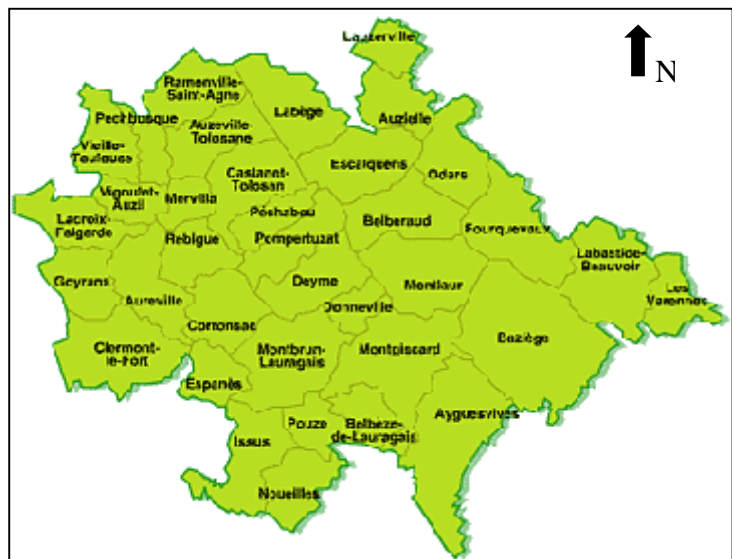 Lauzerville
N
Ramonville-
Saint-Agne
Labège
Auzielle
Pechbusque
Auzeville-
Tolosane
Vieille-
Toulouse
Escalquens
Odars
Castanet-
Tolosan
Vigoulet-
Auzil
Mervilla
Péchabou
Belberaud
Lacroix-
Falgarde
Rebigue
Pompertuzat
Fourquevaux
Labastide-
Beauvoir
Goyrans
Aureville
Deyme
Montlaur
Les
Varennes
Donneville
Corronsac
Baziège
Clermont-
le-Fort
Montbrun-
Lauragais
Montgiscard
Espanès
Ayguesvives
Issus
Pouze
Belbèze-
de-Lauragais
Noueilles